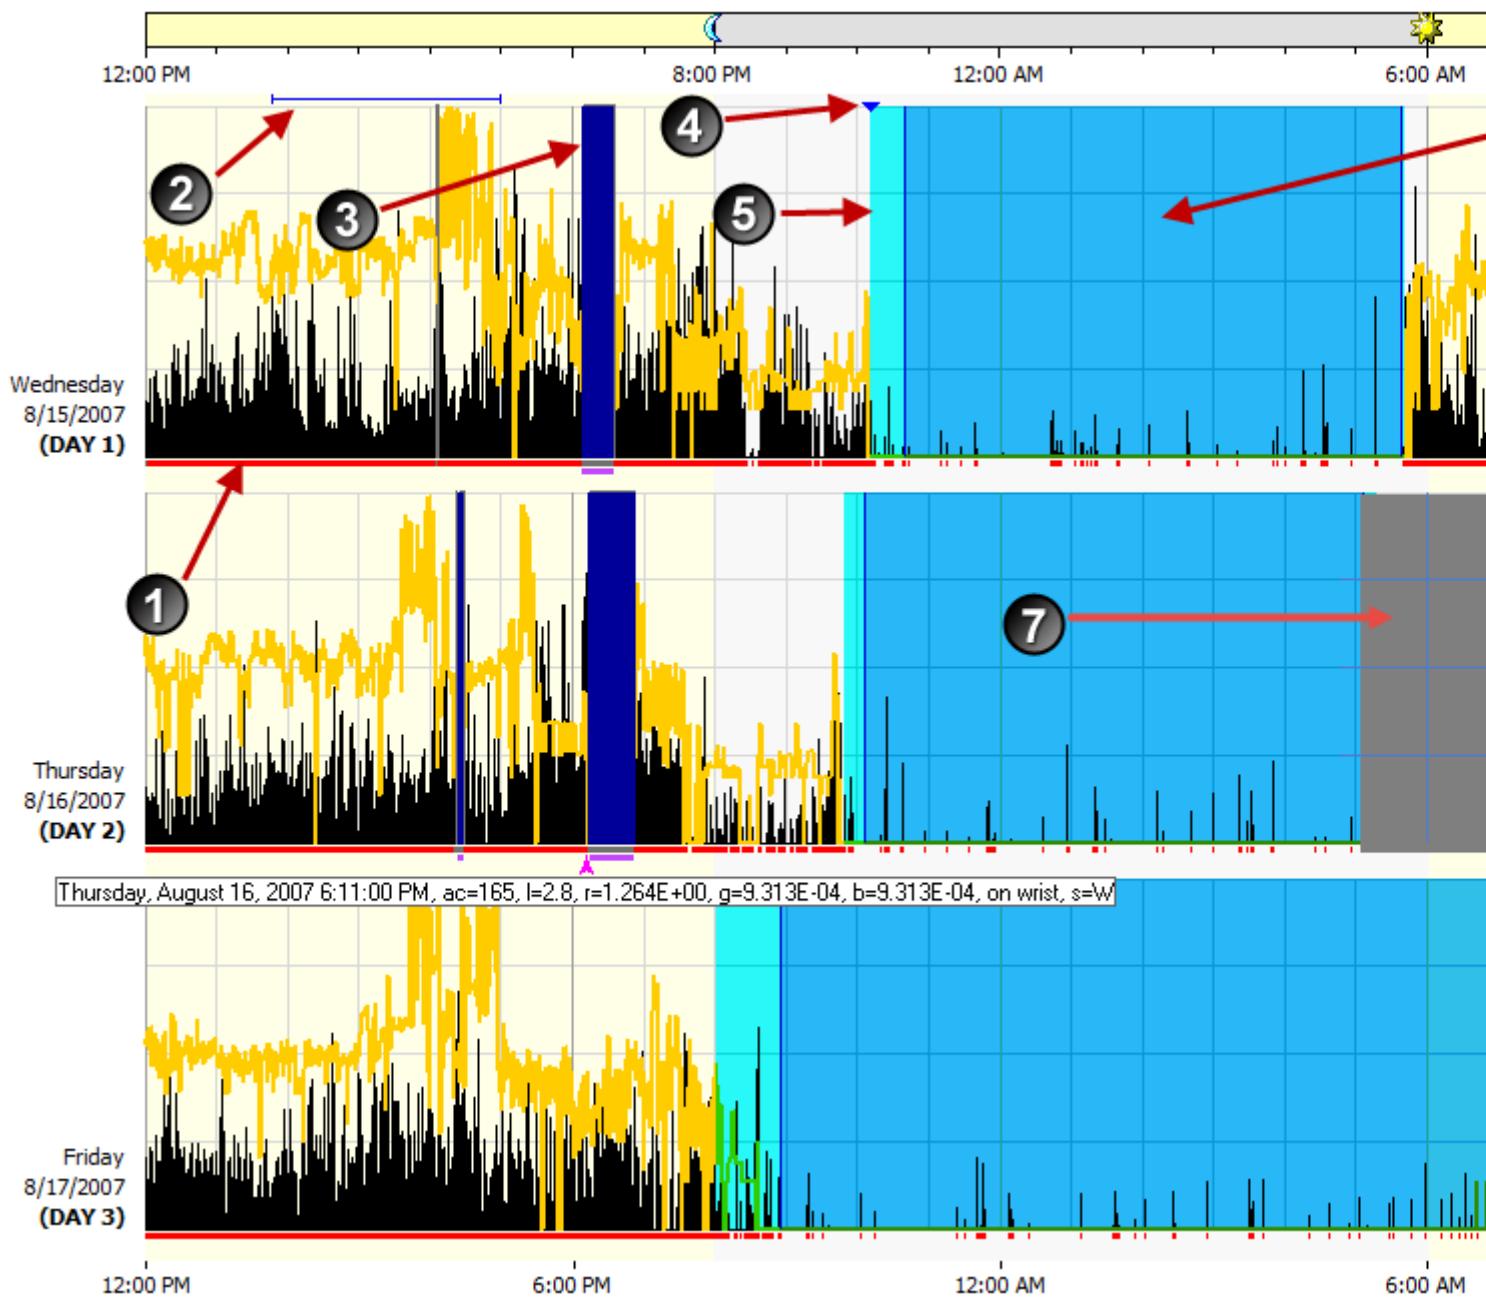 12:00 PM 8:00 PM 12:00 AM 6:00 AM
4
2
3
5
Wednesday
8/15/2007
(DAY 1)
1
7
Thursday
8/16/2007
(DAY 2)
Thursday, August 16, 2007 6:11:00 PM, ac=165, l=2.8, r=1.264E+00, g=9.313E-04, b=9.313E-04, on wrist, s=W
Friday
8/17/2007
(DAY 3)
12:00 PM 6:00 PM 12:00 AM 6:00 AM